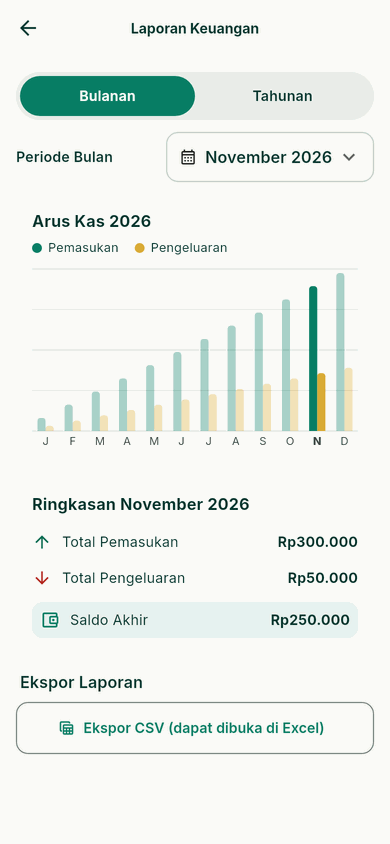 Laporan Keuangan
Bulanan
Tahunan
Periode Bulan
November 2026
Arus Kas 2026
Pemasukan
Pengeluaran
J F M A M J J A S O N D
Ringkasan November 2026
Total Pemasukan Rp300.000
Total Pengeluaran Rp50.000
Saldo Akhir Rp250.000
Ekspor Laporan
Ekspor CSV (dapat dibuka di Excel)